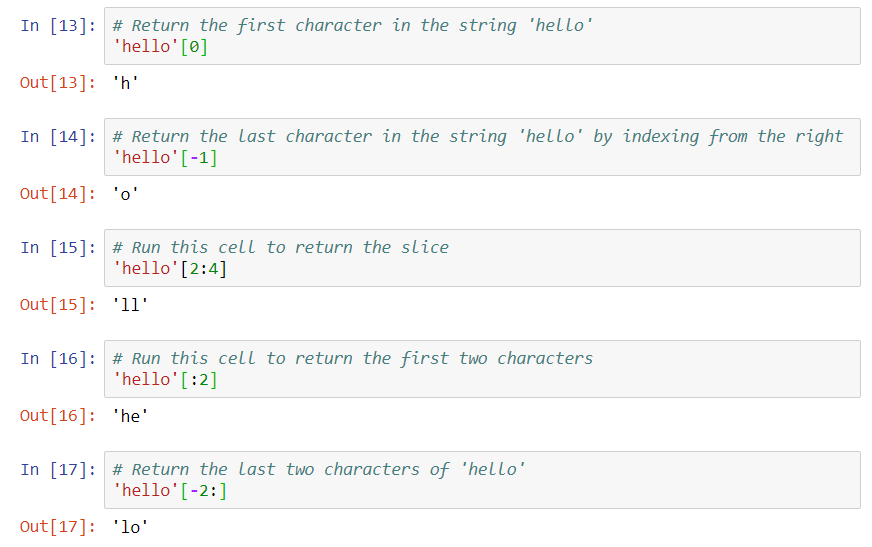 In [13]: # Return the first character in the string 'hello'
'hello'[0]
Out[13]: 'h'
In [14]: # Return the last character in the string 'hello' by indexing from the right
'hello'[-1]
Out[14]: 'o'
In [15]: # Run this cell to return the slice
'hello'[2:4]
Out[15]: 'll'
In [16]: # Run this cell to return the first two characters
'hello'[:2]
Out[16]: 'he'
In [17]: # Return the last two characters of 'hello'
'hello'[-2:]
Out[17]: 'lo'